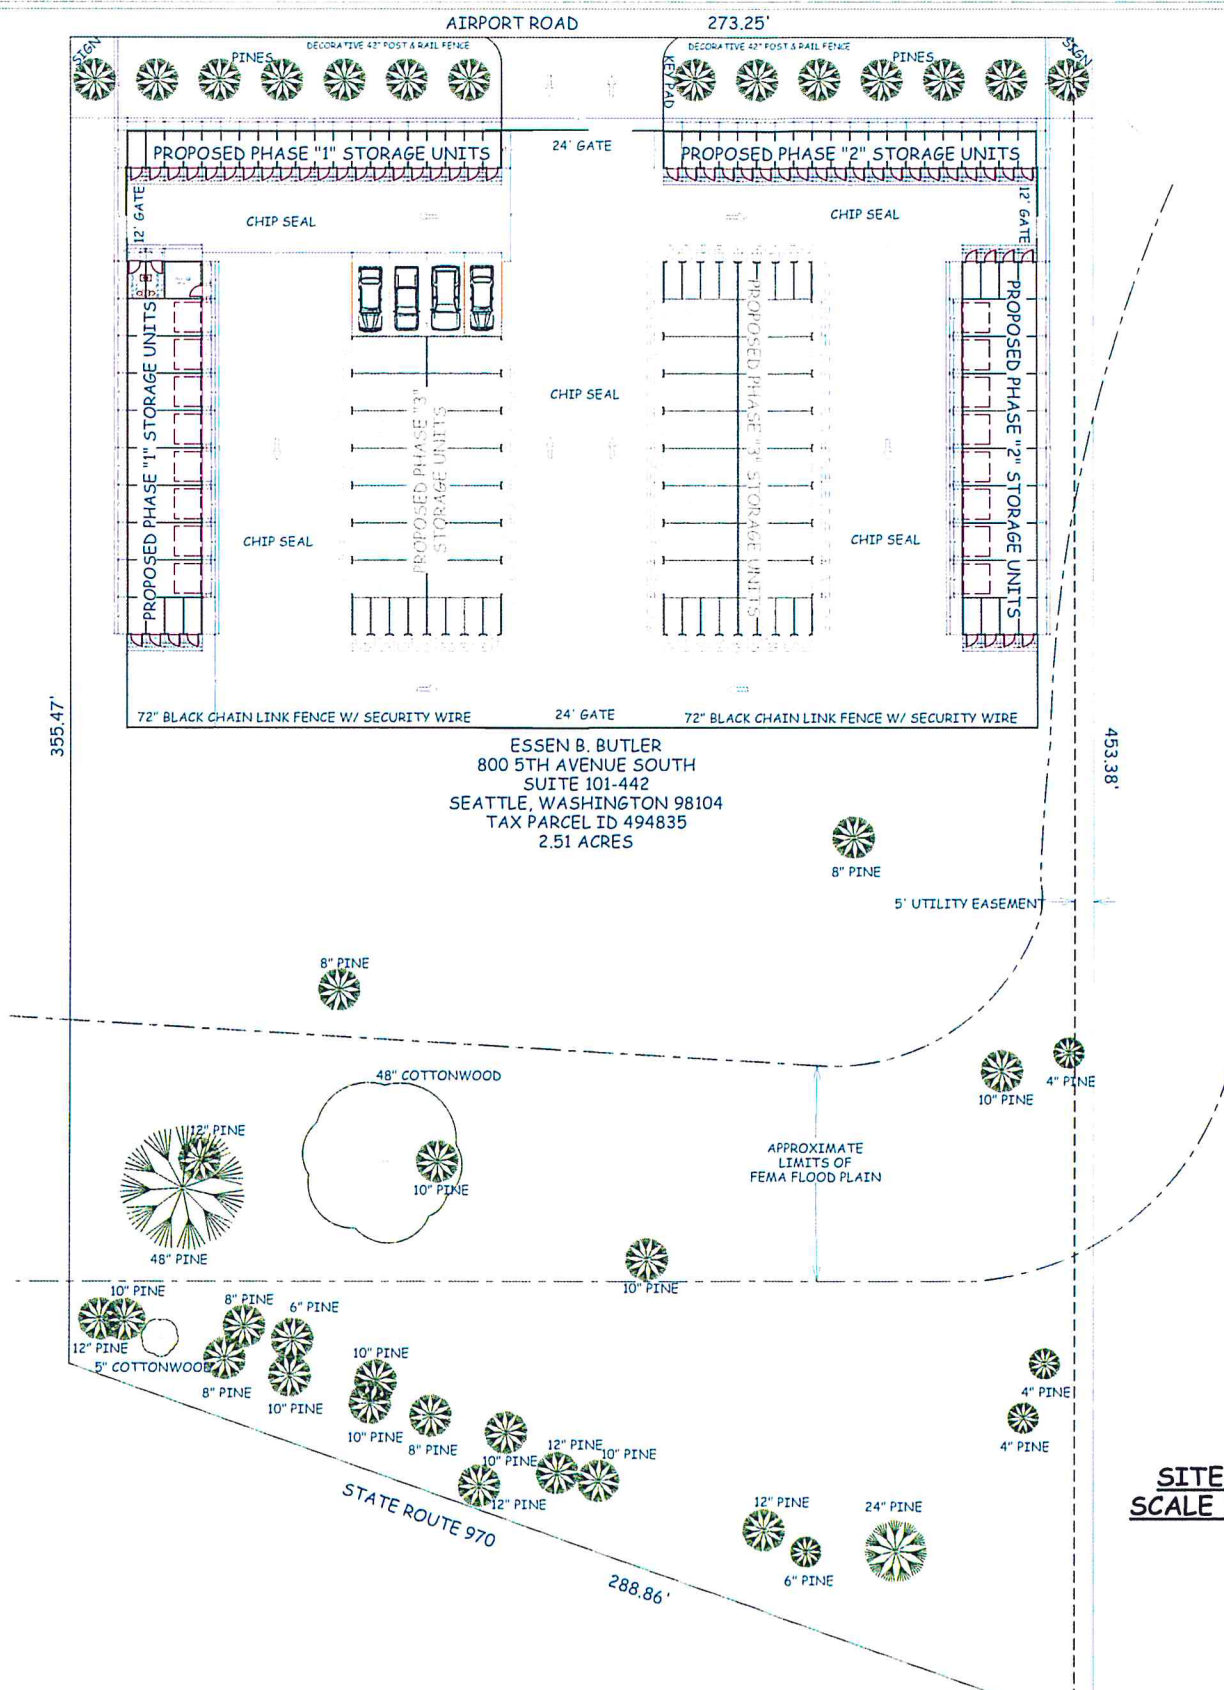 AIRPORT ROAD 273.25'
SIGN
PINES
DECORATIVE 42" POST & RAIL FENCE
KEY PAD
DECORATIVE 42" POST & RAIL FENCE
PINES
SIGN
PROPOSED PHASE "1" STORAGE UNITS
24' GATE
PROPOSED PHASE "2" STORAGE UNITS
12' GATE
CHIP SEAL
CHIP SEAL
12' GATE
PROPOSED PHASE "1" STORAGE UNITS
PROPOSED PHASE "3"
STORAGE UNITS
CHIP SEAL
PROPOSED PHASE "3" STORAGE UNITS
PROPOSED PHASE "2" STORAGE UNITS
CHIP SEAL
CHIP SEAL
72" BLACK CHAIN LINK FENCE W/ SECURITY WIRE
24' GATE
72" BLACK CHAIN LINK FENCE W/ SECURITY WIRE
355.47'
453.38'
ESSEN B. BUTLER
800 5TH AVENUE SOUTH
SUITE 101-442
SEATTLE, WASHINGTON 98104
TAX PARCEL ID 494835
2.51 ACRES
8" PINE
5' UTILITY EASEMENT
8" PINE
48" COTTONWOOD
4" PINE
10" PINE
12" PINE
10" PINE
APPROXIMATE
LIMITS OF
FEMA FLOOD PLAIN
48" PINE
10" PINE
10" PINE
8" PINE
6" PINE
12" PINE
5" COTTONWOOD
8" PINE
10" PINE
10" PINE
10" PINE
8" PINE
10" PINE
12" PINE
10" PINE
12" PINE
4" PINE
4" PINE
STATE ROUTE 970
288.86'
12" PINE
6" PINE
24" PINE
SITE
SCALE